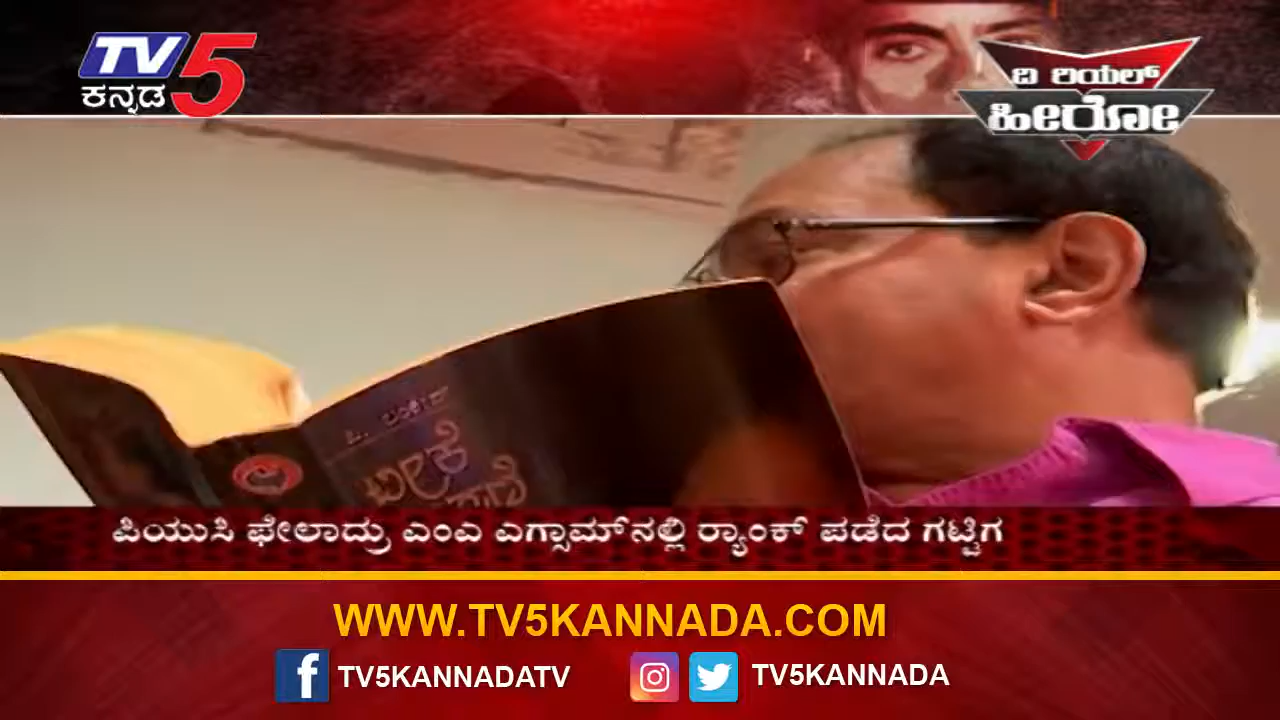 TV5
ಕನ್ನಡ
ದಿ ರಿಯಲ್
ಹೀರೋ
ಪಿ. ಲಂಕೇಶ್
ಟೀಕೆ
ಪಿಯುಸಿ ಫೇಲಾದ್ರು ಎಂಎ ಎಗ್ಸಾಮ್‌ನಲ್ಲಿ ರ‍್ಯಾಂಕ್ ಪಡೆದ ಗಟ್ಟಿಗ
WWW.TV5KANNADA.COM
TV5KANNADATV
TV5KANNADA